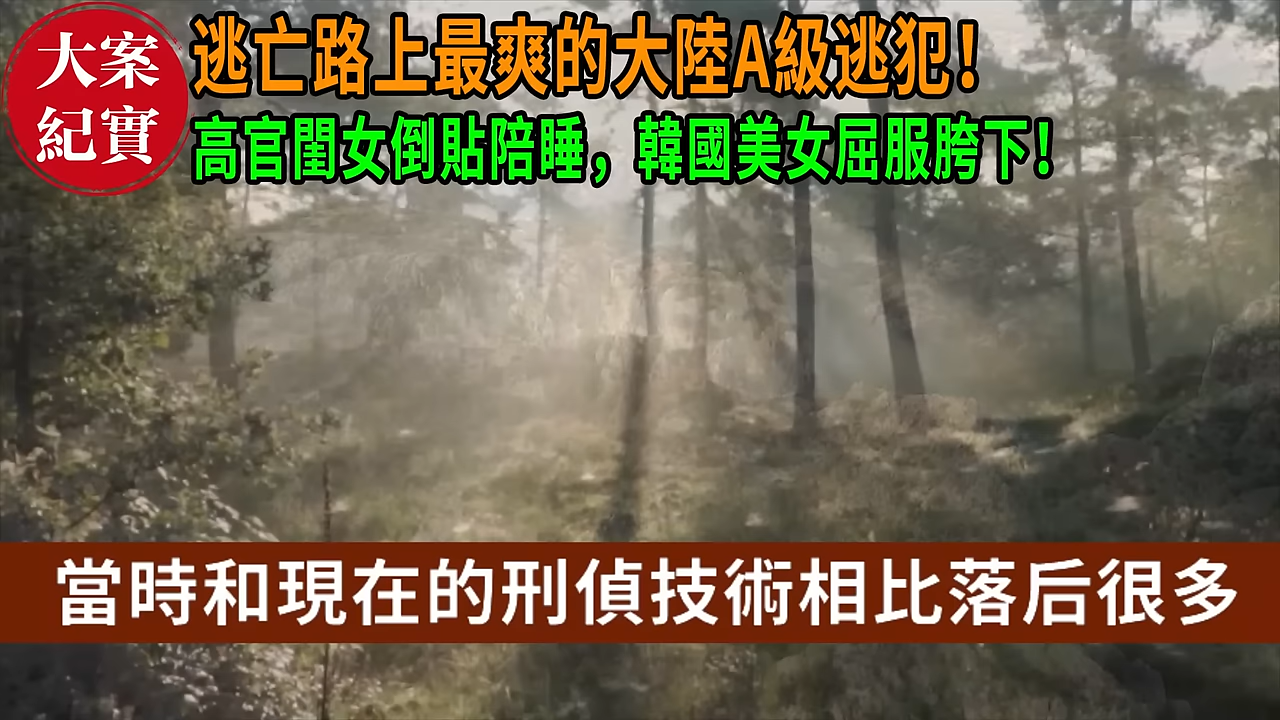 大案
紀實
逃亡路上最爽的大陸A級逃犯!
高官閨女倒貼陪睡，韓國美女屈服胯下!
當時和現在的刑偵技術相比落后很多